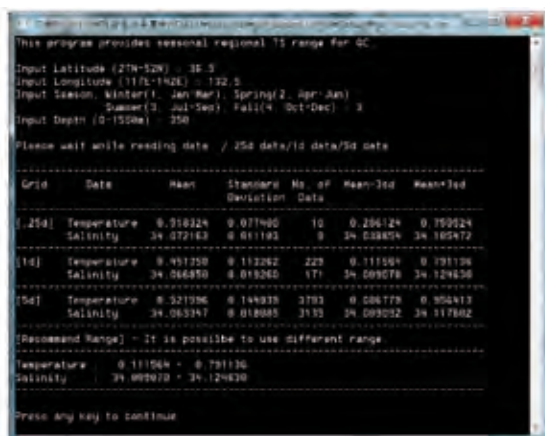 This program provides seasonal regional TS range for QC.
Input Latitude (27N-52N) : 36.5
Input Longitude (117E-142E) : 132.5
Input Season, Winter(1, Jan-Mar), Spring(2, Apr-Jun)
Summer(3, Jul-Sep), Fall(4, Oct-Dec) : 3
Input Depth (0-1550m) : 350
Please wait while reading data / 25d data/1d data/5d data
Grid Data Mean Standard No. of Mean-3sd Mean+3sd
Deviation Data
[.25d] Temperature 0.518324 0.077400 0.286124 0.750524
Salinity 34.072163 0.011103 34.038854 34.105472
[1d] Temperature 0.451350 0.113262 229 0.111564 0.791136
Salinity 34.066850 0.019260 171 34.009070 34.124630
[5d] Temperature 0.521596 0.144939 0.086779 0.956413
Salinity 34.063347 0.018085 3135 34.009092 34.117602
[Recommand Range] - It is possilbe to use different range
Temperature 0.111564 - 0.791136
Salinity : 34.009070 - 34.124630
Press any key to continue